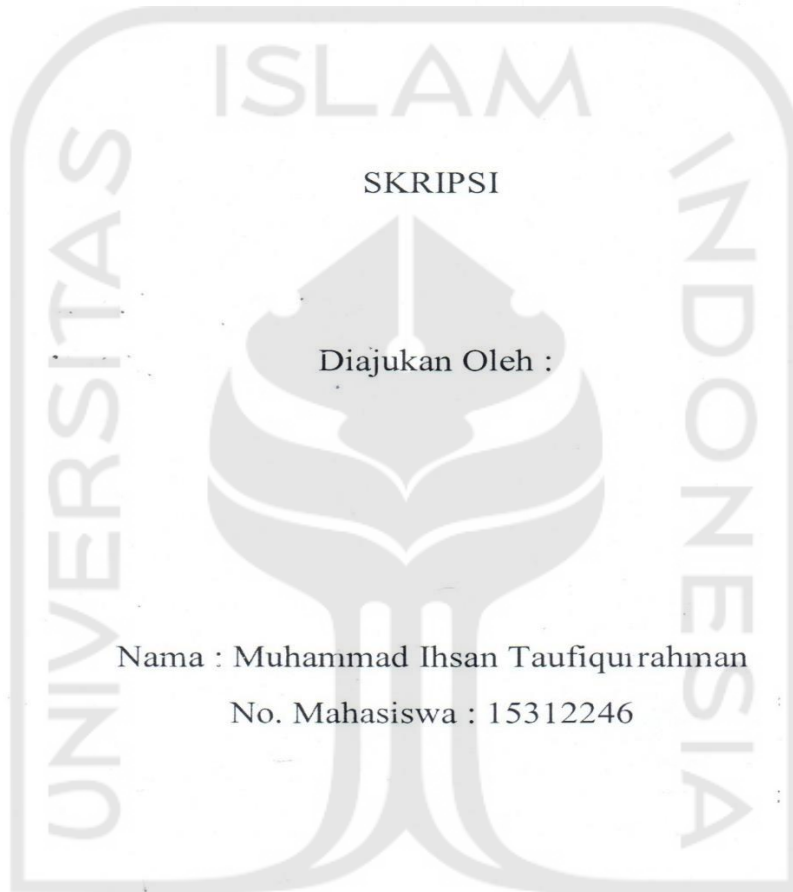 UNIVERSITAS
ISLAM
INDONESIA
SKRIPSI
Diajukan Oleh :
Nama : Muhammad Ihsan Taufiqurrahman
No. Mahasiswa : 15312246